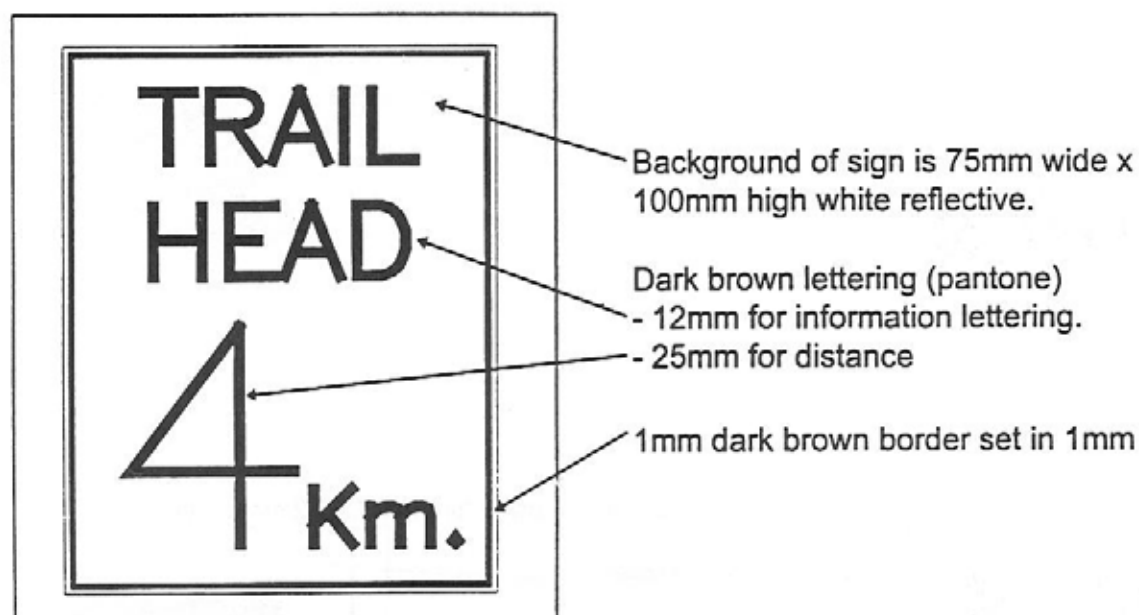 TRAIL
HEAD
4 Km.
Background of sign is 75mm wide x
100mm high white reflective.
Dark brown lettering (pantone)
- 12mm for information lettering.
- 25mm for distance
1mm dark brown border set in 1mm